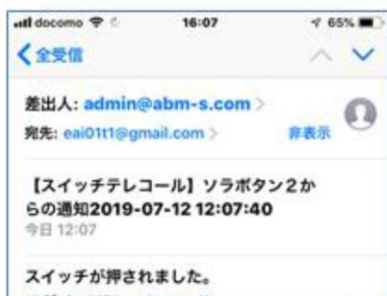 docomo 16:07 65%
全受信
差出人: admin@abm-s.com
宛先: eai01t1@gmail.com 非表示
【スイッチテレコール】ソラボタン2か
らの通知2019-07-12 12:07:40
今日 12:07
スイッチが押されました。